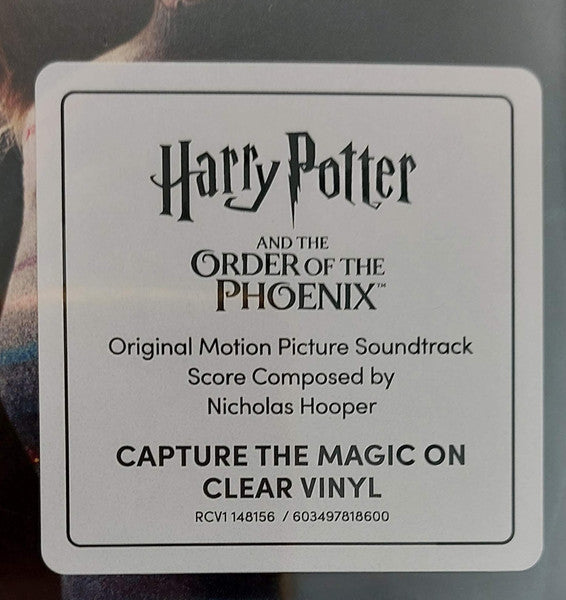 Harry Potter
AND THE
ORDER OF THE
PHOENIX™
Original Motion Picture Soundtrack
Score Composed by
Nicholas Hooper
CAPTURE THE MAGIC ON
CLEAR VINYL
RCV1 148156 / 603497818600